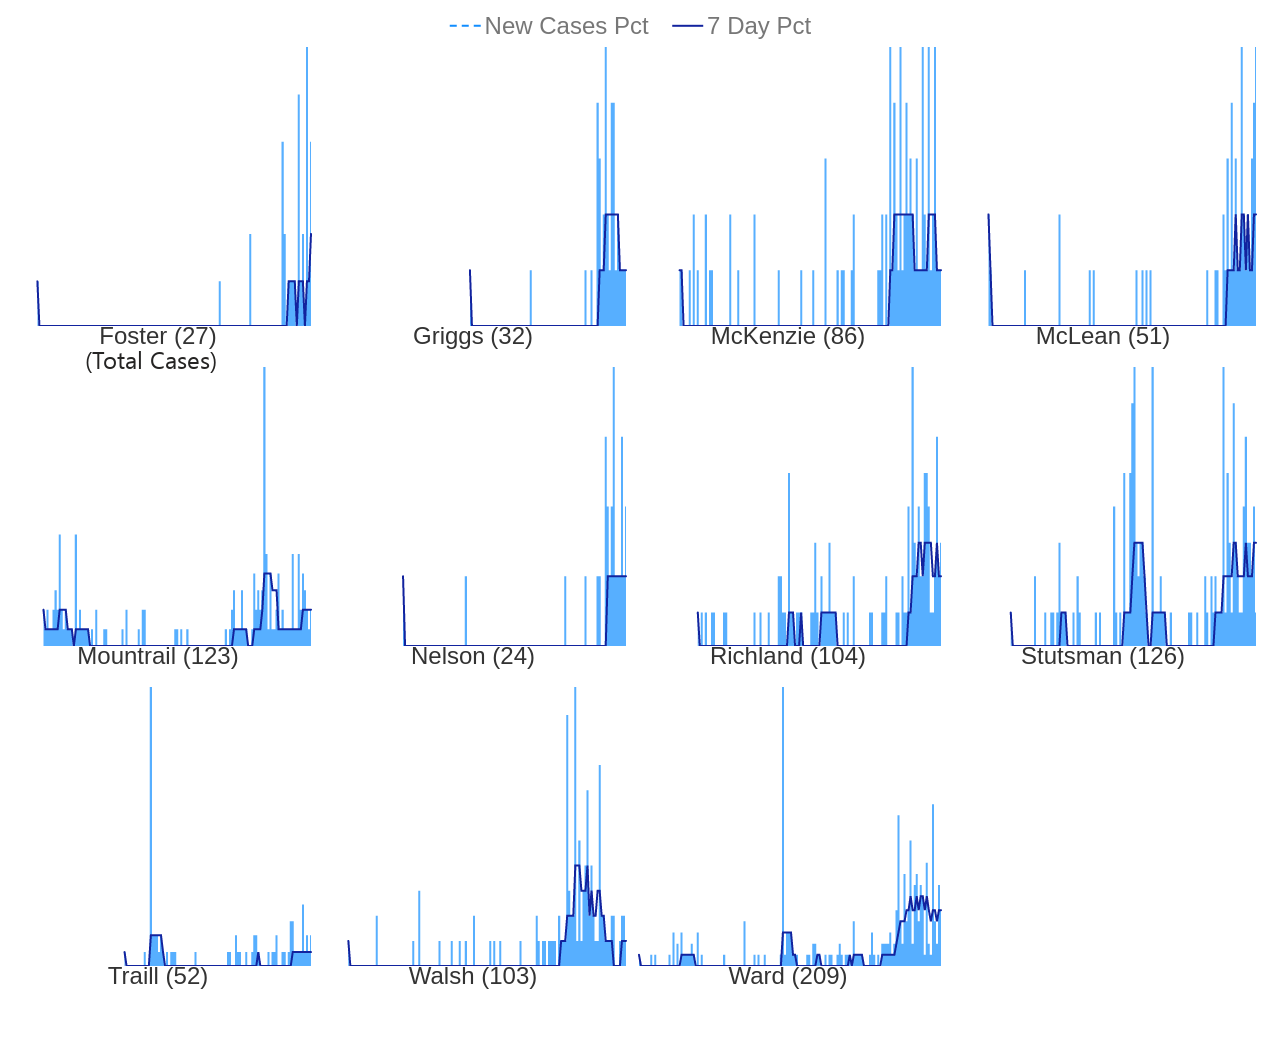 New Cases Pct 7 Day Pct
Foster (27) Griggs (32) McKenzie (86) McLean (51)
(Total Cases)
Mountrail (123) Nelson (24) Richland (104) Stutsman (126)
Traill (52) Walsh (103) Ward (209)